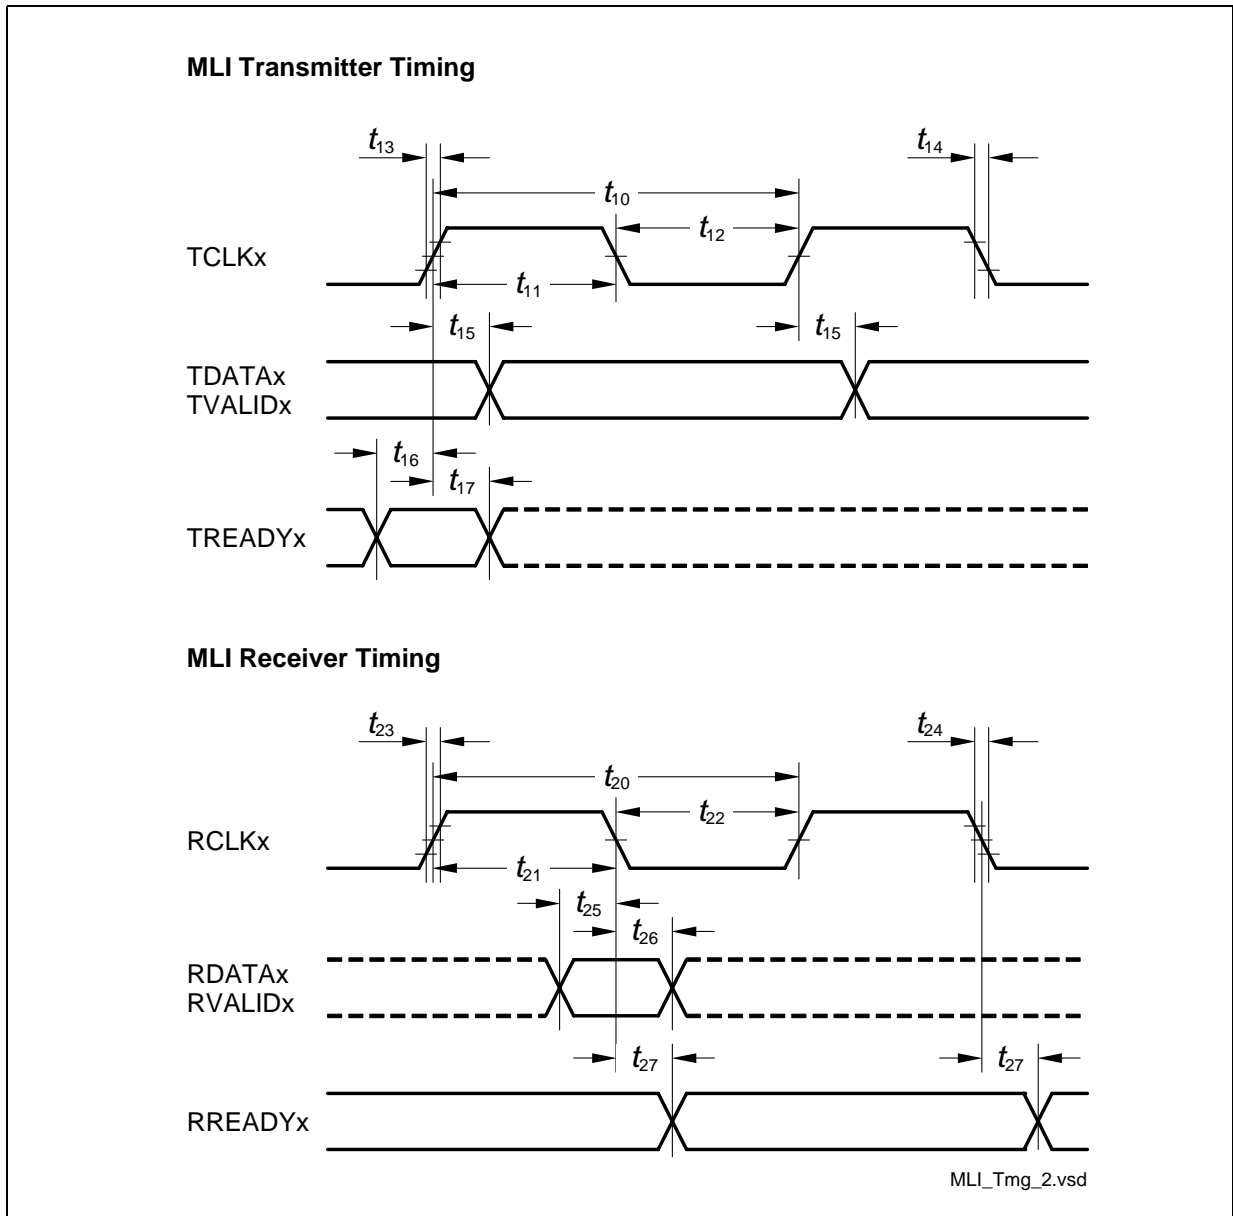 MLI Transmitter Timing
t13
t14
t10
t12
TCLKx
t11
t15
t15
TDATAx
TVALIDx
t16
t17
TREADYx
MLI Receiver Timing
t23
t24
t20
t22
RCLKx
t21
t25
t26
RDATAx
RVALIDx
t27
t27
RREADYx
MLI_Tmg_2.vsd